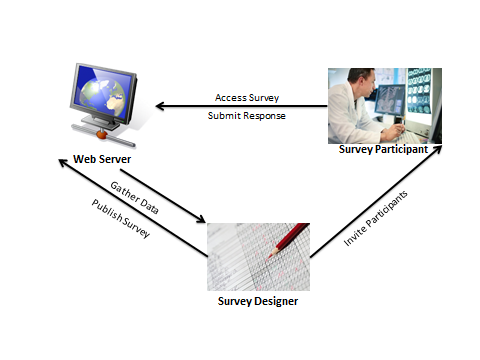 Access Survey
Submit Response
Web Server
Survey Participant
Gather Data
Publish Survey
Invite Participants
Survey Designer